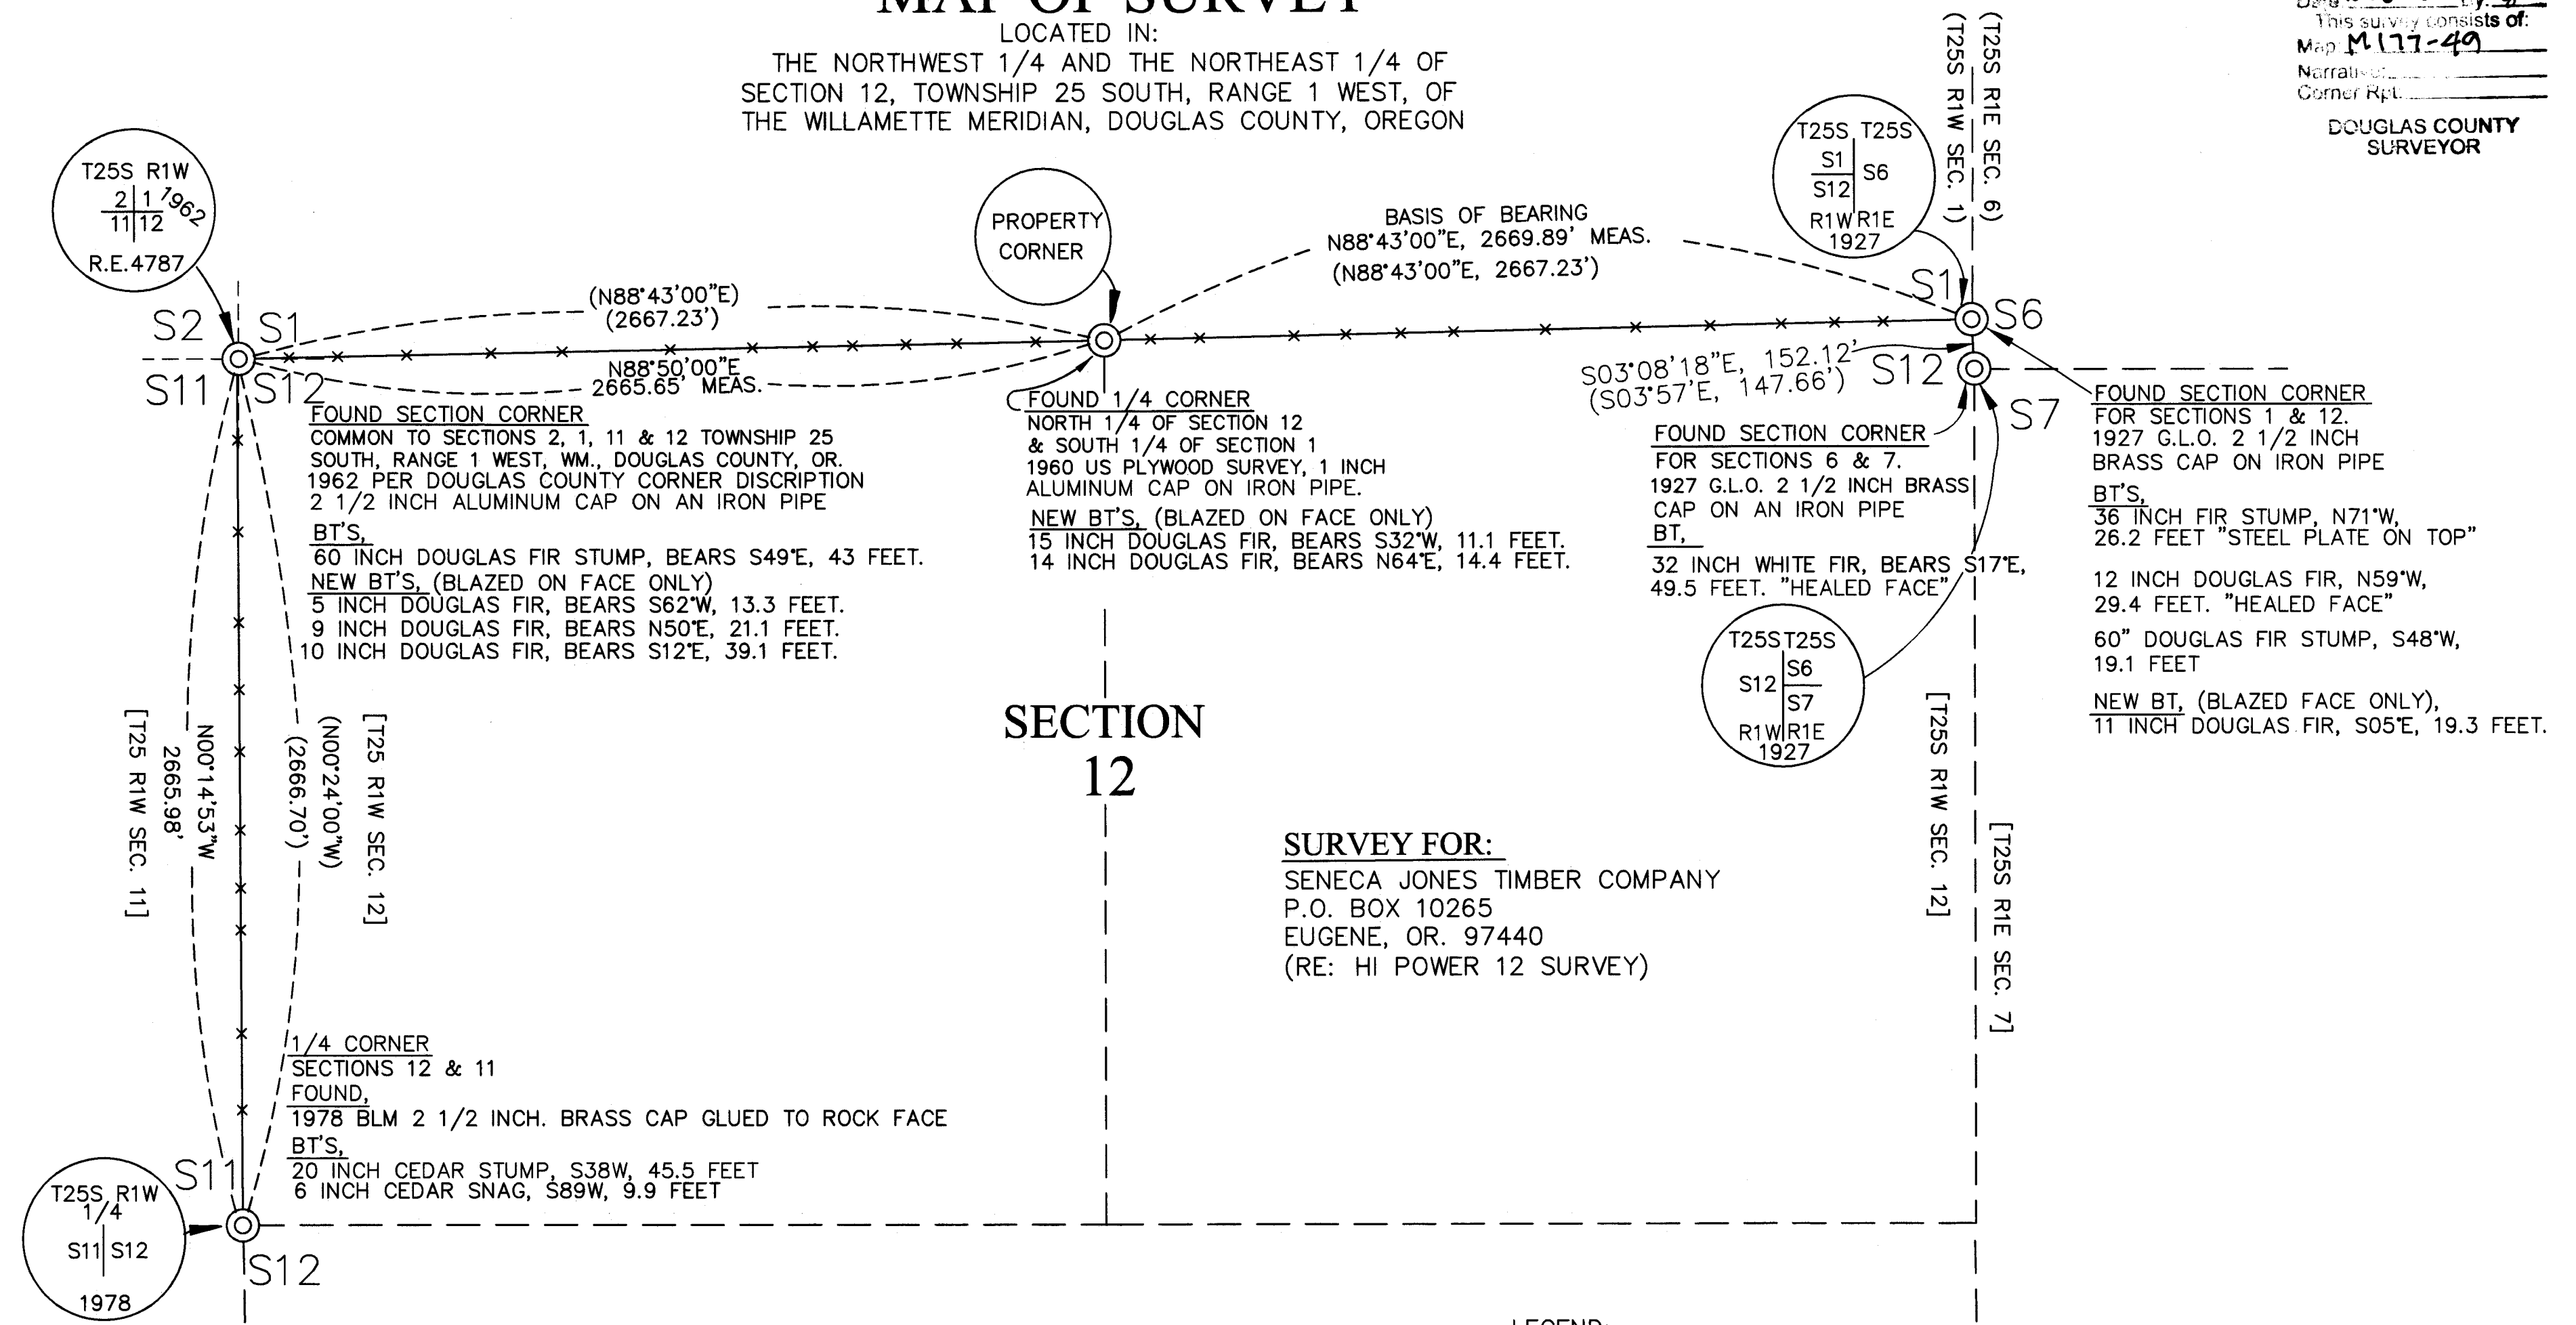 MAP OF SURVEY
LOCATED IN:
THE NORTHWEST 1/4 AND THE NORTHEAST 1/4 OF
SECTION 12, TOWNSHIP 25 SOUTH, RANGE 1 WEST, OF
THE WILLAMETTE MERIDIAN, DOUGLAS COUNTY, OREGON
This survey consists of:
Map M177-49
Narrative:
Corner Rpt.
DOUGLAS COUNTY
SURVEYOR
(T25S R1W SEC. 1)
(T25S R1E SEC. 6)
T25S R1W
2 1 1962
11 12
R.E.4787
PROPERTY
CORNER
T25S T25S
S1
S6
S12
R1W R1E
1927
BASIS OF BEARING
N88°43'00"E, 2669.89' MEAS.
(N88°43'00"E, 2667.23')
(N88°43'00"E)
(2667.23')
N88°50'00"E
2665.65' MEAS.
S2 S1
S11 S12
S1
S6
S12
S7
S03°08'18"E, 152.12'
(S03°57'E, 147.66')
FOUND SECTION CORNER
COMMON TO SECTIONS 2, 1, 11 & 12 TOWNSHIP 25
SOUTH, RANGE 1 WEST, WM., DOUGLAS COUNTY, OR.
1962 PER DOUGLAS COUNTY CORNER DISCRIPTION
2 1/2 INCH ALUMINUM CAP ON AN IRON PIPE
BT'S,
60 INCH DOUGLAS FIR STUMP, BEARS S49°E, 43 FEET.
NEW BT'S, (BLAZED ON FACE ONLY)
5 INCH DOUGLAS FIR, BEARS S62°W, 13.3 FEET.
9 INCH DOUGLAS FIR, BEARS N50°E, 21.1 FEET.
10 INCH DOUGLAS FIR, BEARS S12°E, 39.1 FEET.
FOUND 1/4 CORNER
NORTH 1/4 OF SECTION 12
& SOUTH 1/4 OF SECTION 1
1960 US PLYWOOD SURVEY, 1 INCH
ALUMINUM CAP ON IRON PIPE.
NEW BT'S, (BLAZED ON FACE ONLY)
15 INCH DOUGLAS FIR, BEARS S32°W, 11.1 FEET.
14 INCH DOUGLAS FIR, BEARS N64°E, 14.4 FEET.
FOUND SECTION CORNER
FOR SECTIONS 6 & 7.
1927 G.L.O. 2 1/2 INCH BRASS
CAP ON AN IRON PIPE
BT,
32 INCH WHITE FIR, BEARS S17°E,
49.5 FEET. "HEALED FACE"
FOUND SECTION CORNER
FOR SECTIONS 1 & 12.
1927 G.L.O. 2 1/2 INCH
BRASS CAP ON IRON PIPE
BT'S,
36 INCH FIR STUMP, N71°W,
26.2 FEET "STEEL PLATE ON TOP"
12 INCH DOUGLAS FIR, N59°W,
29.4 FEET. "HEALED FACE"
60" DOUGLAS FIR STUMP, S48°W,
19.1 FEET
NEW BT, (BLAZED FACE ONLY),
11 INCH DOUGLAS FIR, S05°E, 19.3 FEET.
T25S T25S
S6
S12
S7
R1W R1E
1927
[T25 R1W SEC. 11]
2665.98'
N00°14'53"W
(2666.70')
(N00°24'00"W)
[T25 R1W SEC. 12]
SECTION
12
[T25S R1W SEC. 12]
[T25S R1E SEC. 7]
SURVEY FOR:
SENECA JONES TIMBER COMPANY
P.O. BOX 10265
EUGENE, OR. 97440
(RE: HI POWER 12 SURVEY)
1/4 CORNER
SECTIONS 12 & 11
FOUND,
1978 BLM 2 1/2 INCH. BRASS CAP GLUED TO ROCK FACE
BT'S,
20 INCH CEDAR STUMP, S38W, 45.5 FEET
6 INCH CEDAR SNAG, S89W, 9.9 FEET
S11
T25S R1W
1/4
S11 S12
1978
S12
LEGEND: